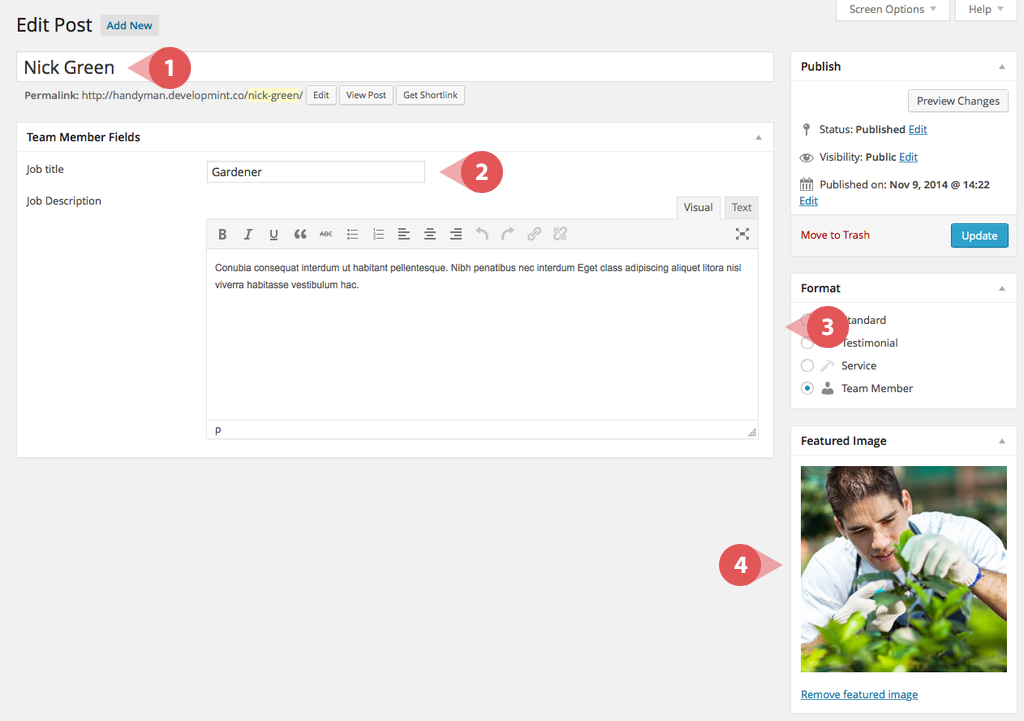 Screen Options Help
Edit Post Add New
Nick Green 1
Permalink: http://handyman.developmint.co/nick-green/ Edit View Post Get Shortlink
Team Member Fields
Job title Gardener 2
Job Description
Visual Text
B I U ABC
Conubia consequat interdum ut habitant pellentesque. Nibh penatibus nec interdum Eget class adipiscing aliquet litora nisl
viverra habitasse vestibulum hac.
p
Publish
Preview Changes
Status: Published Edit
Visibility: Public Edit
Published on: Nov 9, 2014 @ 14:22
Edit
Move to Trash Update
Format
3 tandard
Testimonial
Service
Team Member
Featured Image
4
Remove featured image